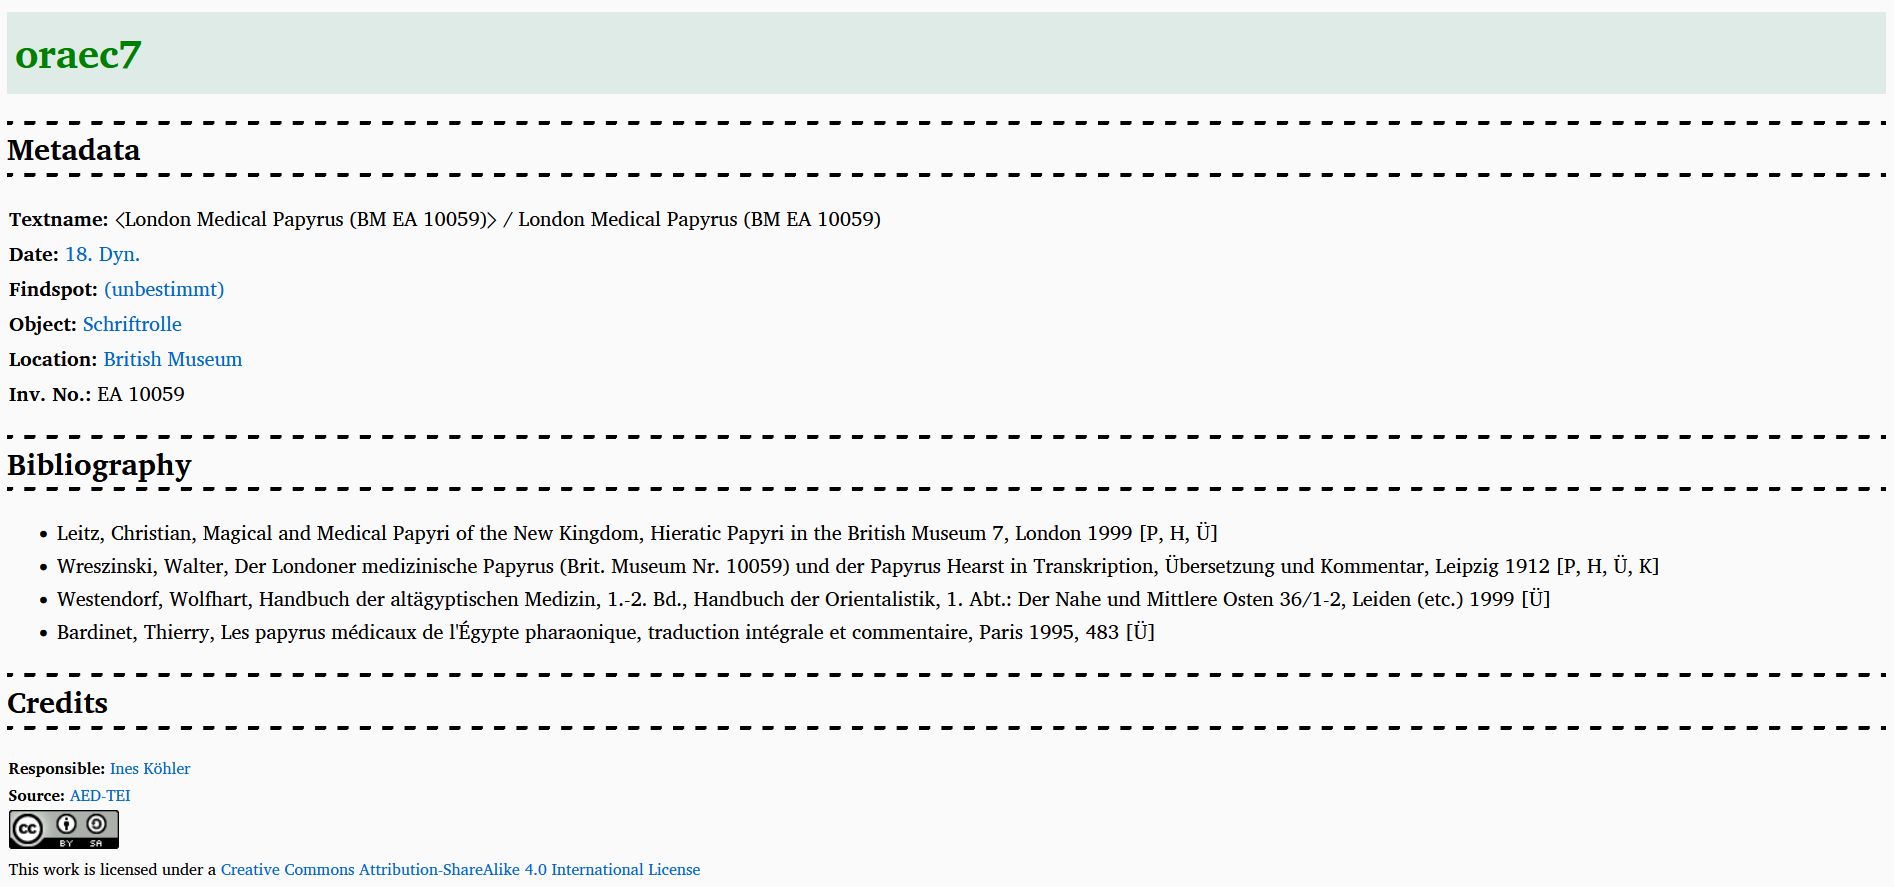 oraec7
Metadata
Textname: <London Medical Papyrus (BM EA 10059)> / London Medical Papyrus (BM EA 10059)
Date: 18. Dyn.
Findspot: (unbestimmt)
Object: Schriftrolle
Location: British Museum
Inv. No.: EA 10059
Bibliography
• Leitz, Christian, Magical and Medical Papyri of the New Kingdom, Hieratic Papyri in the British Museum 7, London 1999 [P, H, Ü]
• Wreszinski, Walter, Der Londoner medizinische Papyrus (Brit. Museum Nr. 10059) und der Papyrus Hearst in Transkription, Übersetzung und Kommentar, Leipzig 1912 [P, H, Ü, K]
• Westendorf, Wolfhart, Handbuch der altägyptischen Medizin, 1.-2. Bd., Handbuch der Orientalistik, 1. Abt.: Der Nahe und Mittlere Osten 36/1-2, Leiden (etc.) 1999 [Ü]
• Bardinet, Thierry, Les papyrus médicaux de l'Égypte pharaonique, traduction intégrale et commentaire, Paris 1995, 483 [Ü]
Credits
Responsible: Ines Köhler
Source: AED-TEI
cc BY SA
This work is licensed under a Creative Commons Attribution-ShareAlike 4.0 International License